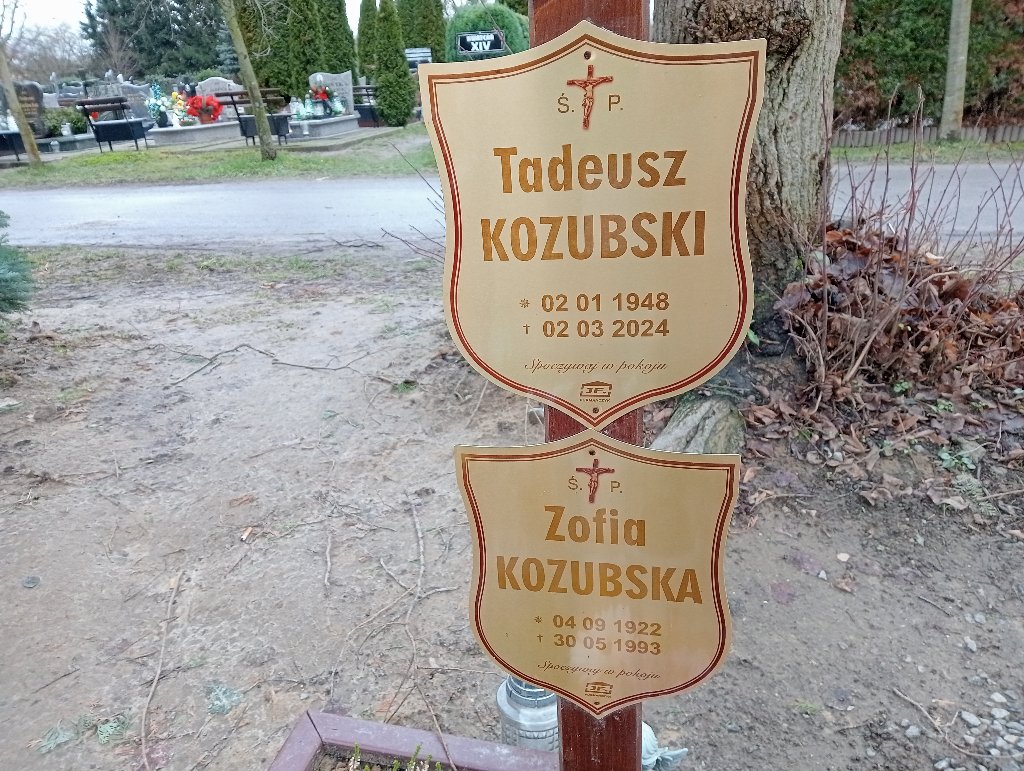 XIV
Ś. P.
Tadeusz
KOZUBSKI
* 02 01 1948
† 02 03 2024
Spoczywaj w pokoju
Ś. P.
Zofia
KOZUBSKA
* 04 09 1922
† 30 05 1993
Spoczywaj w pokoju